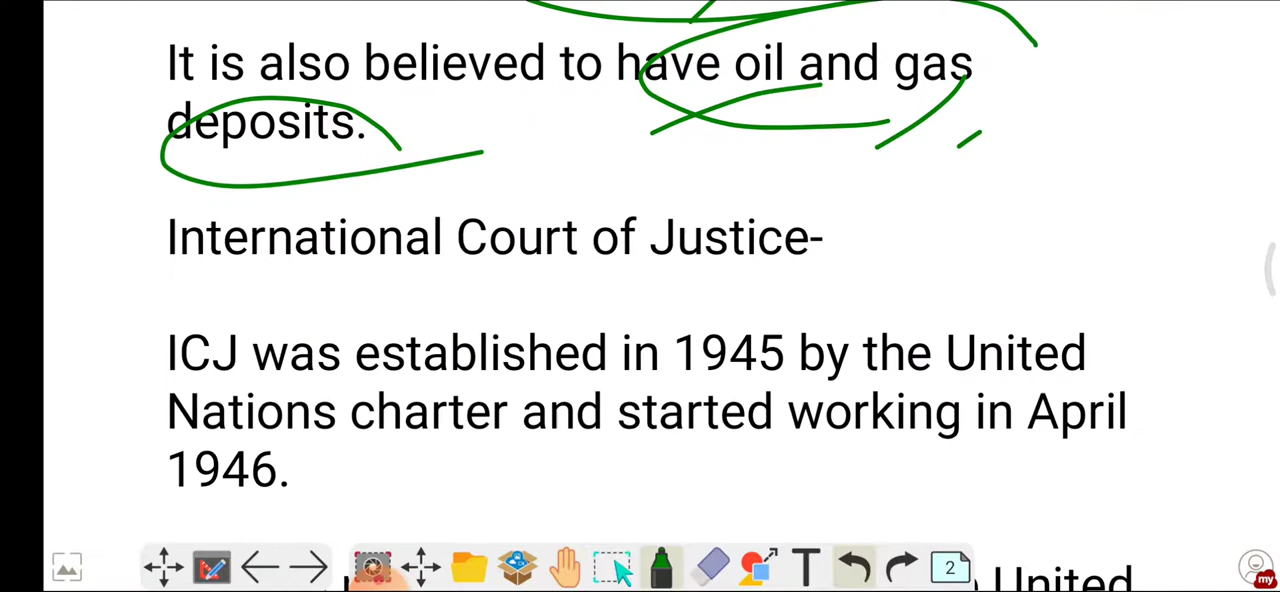 It is also believed to have oil and gas
deposits.
International Court of Justice-
ICJ was established in 1945 by the United
Nations charter and started working in April
1946.
T
2
United
my